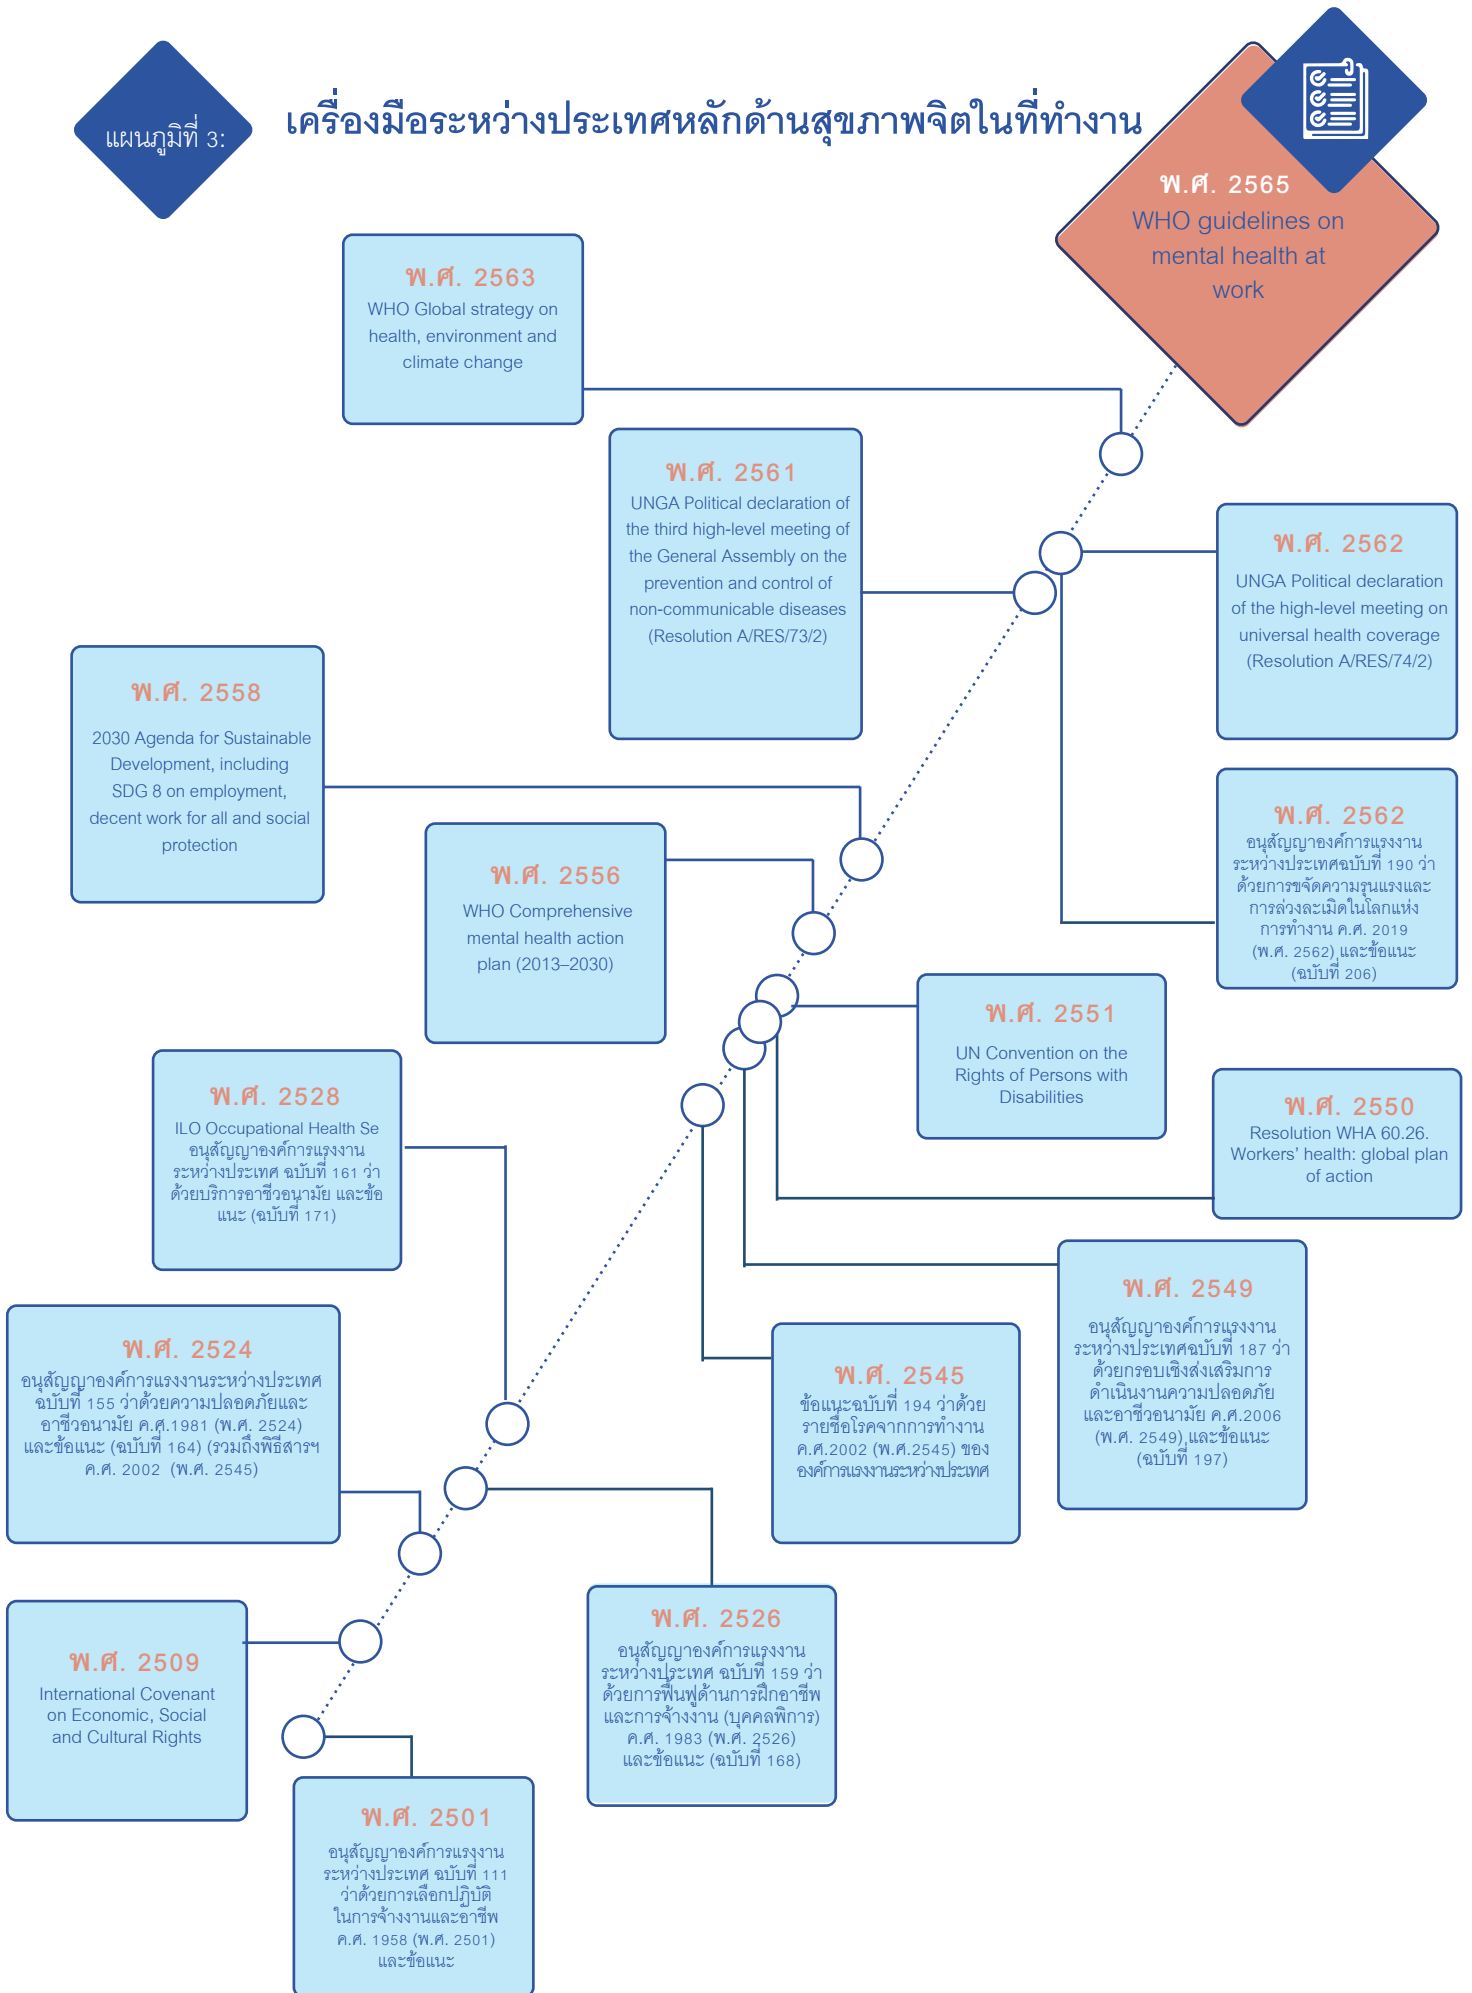 แผนภูมิที่ 3:
เครื่องมือระหว่างประเทศหลักด้านสุขภาพจิตในที่ทำงาน
พ.ศ. 2565
WHO guidelines on
mental health at
work
พ.ศ. 2563
WHO Global strategy on
health, environment and
climate change
พ.ศ. 2561
UNGA Political declaration of
the third high-level meeting of
the General Assembly on the
prevention and control of
non-communicable diseases
(Resolution A/RES/73/2)
พ.ศ. 2562
UNGA Political declaration
of the high-level meeting on
universal health coverage
(Resolution A/RES/74/2)
พ.ศ. 2558
2030 Agenda for Sustainable
Development, including
SDG 8 on employment,
decent work for all and social
protection
พ.ศ. 2562
อนุสัญญาองค์การแรงงาน
ระหว่างประเทศฉบับที่ 190 ว่า
ด้วยการขจัดความรุนแรงและ
การล่วงละเมิดในโลกแห่ง
การทำงาน ค.ศ. 2019
(พ.ศ. 2562) และข้อแนะ
(ฉบับที่ 206)
พ.ศ. 2556
WHO Comprehensive
mental health action
plan (2013–2030)
พ.ศ. 2551
UN Convention on the
Rights of Persons with
Disabilities
พ.ศ. 2528
ILO Occupational Health Se
อนุสัญญาองค์การแรงงาน
ระหว่างประเทศ ฉบับที่ 161 ว่า
ด้วยบริการอาชีวอนามัย และข้อ
แนะ (ฉบับที่ 171)
พ.ศ. 2550
Resolution WHA 60.26.
Workers' health: global plan
of action
พ.ศ. 2549
อนุสัญญาองค์การแรงงาน
ระหว่างประเทศฉบับที่ 187 ว่า
ด้วยกรอบเชิงส่งเสริมการ
ดำเนินงานความปลอดภัย
และอาชีวอนามัย ค.ศ.2006
(พ.ศ. 2549) และข้อแนะ
(ฉบับที่ 197)
พ.ศ. 2524
อนุสัญญาองค์การแรงงานระหว่างประเทศ
ฉบับที่ 155 ว่าด้วยความปลอดภัยและ
อาชีวอนามัย ค.ศ.1981 (พ.ศ. 2524)
และข้อแนะ (ฉบับที่ 164) (รวมถึงพิธีสารฯ
ค.ศ. 2002 (พ.ศ. 2545)
พ.ศ. 2545
ข้อแนะฉบับที่ 194 ว่าด้วย
รายชื่อโรคจากการทำงาน
ค.ศ.2002 (พ.ศ.2545) ของ
องค์การแรงงานระหว่างประเทศ
พ.ศ. 2526
อนุสัญญาองค์การแรงงาน
ระหว่างประเทศ ฉบับที่ 159 ว่า
ด้วยการฟื้นฟูด้านการฝึกอาชีพ
และการจ้างงาน (บุคคลพิการ)
ค.ศ. 1983 (พ.ศ. 2526)
และข้อแนะ (ฉบับที่ 168)
พ.ศ. 2509
International Covenant
on Economic, Social
and Cultural Rights
พ.ศ. 2501
อนุสัญญาองค์การแรงงาน
ระหว่างประเทศ ฉบับที่ 111
ว่าด้วยการเลือกปฏิบัติ
ในการจ้างงานและอาชีพ
ค.ศ. 1958 (พ.ศ. 2501)
และข้อแนะ